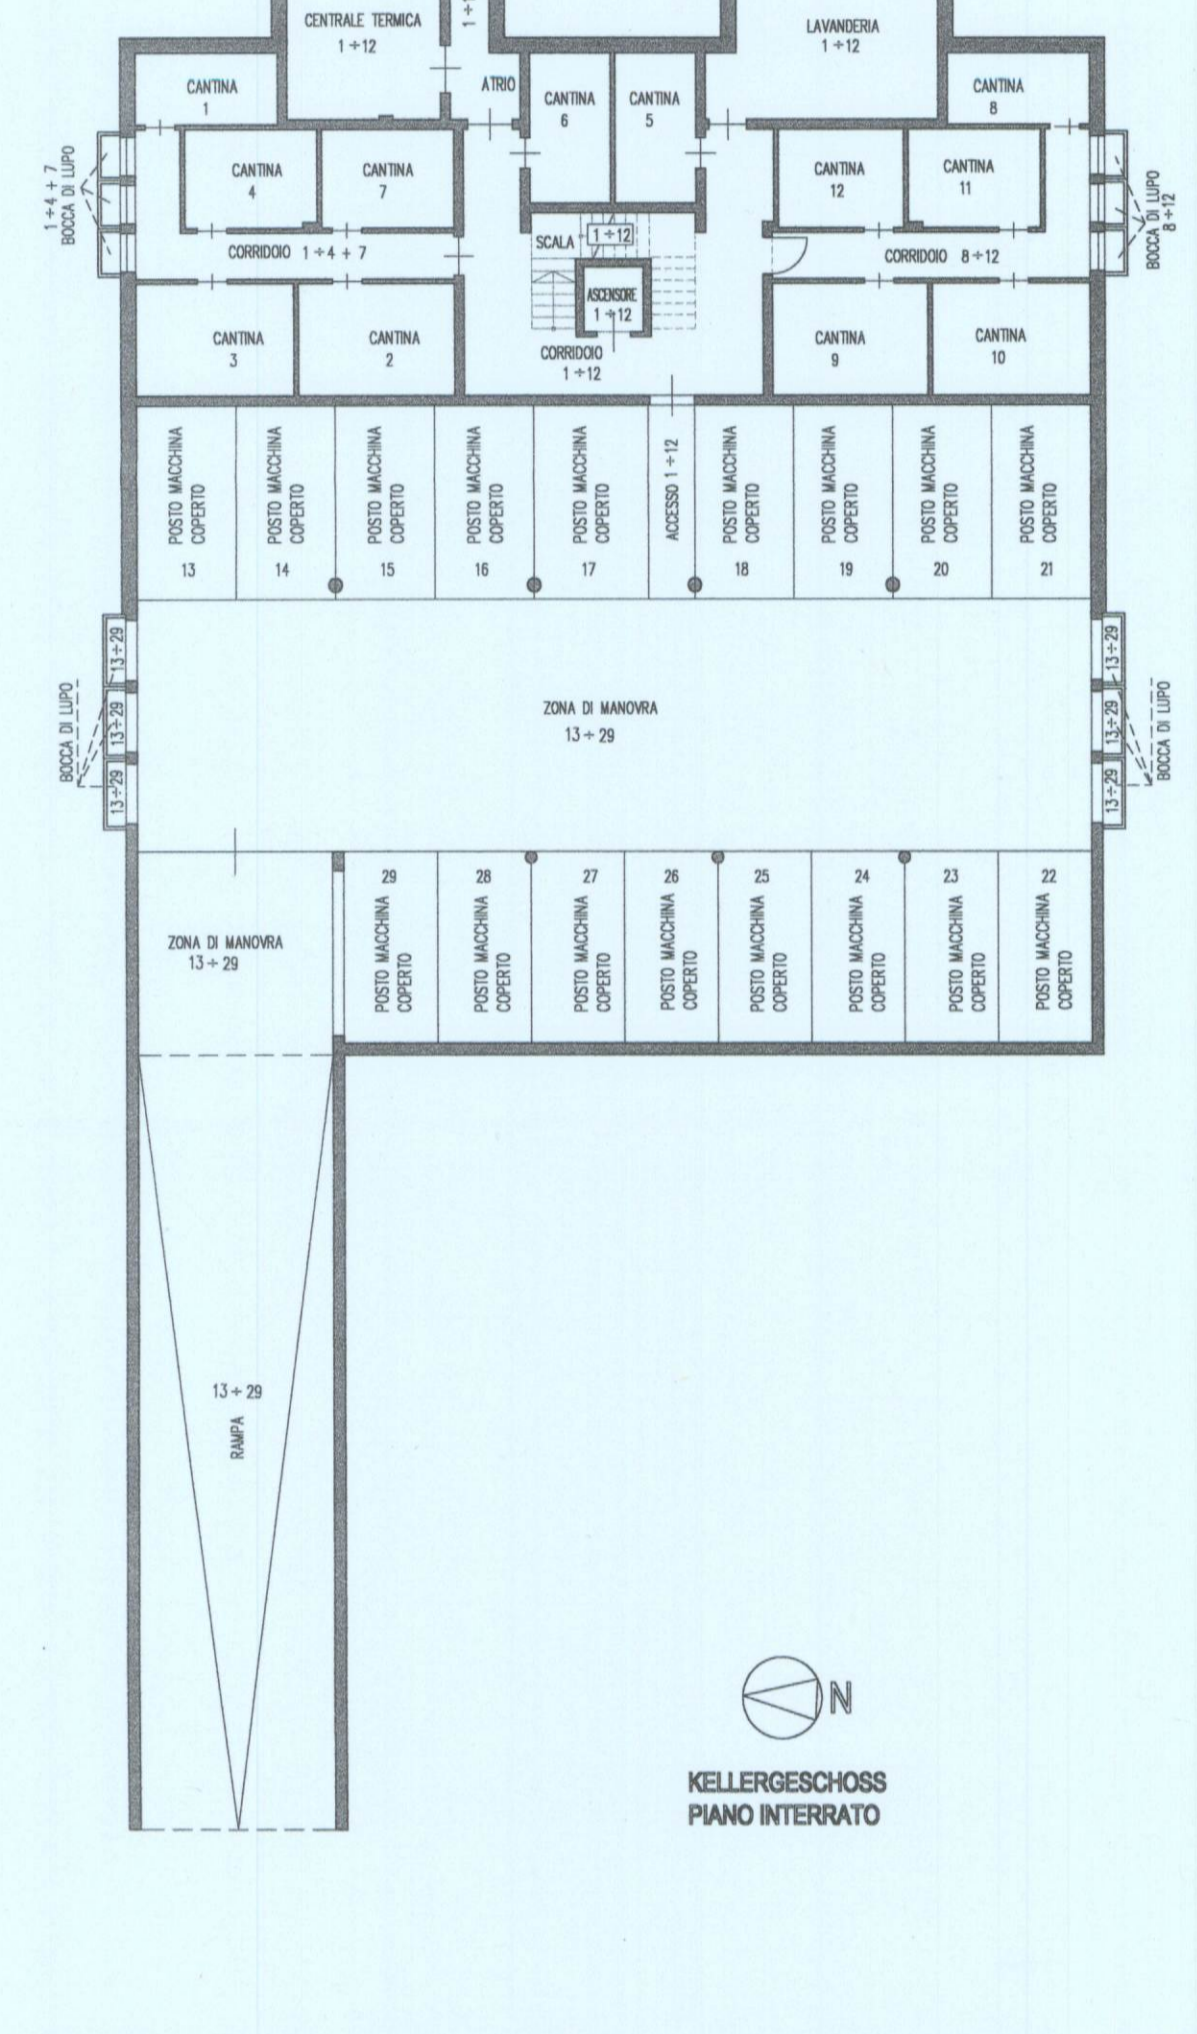 CENTRALE TERMICA
1÷12
LAVANDERIA
1÷12
CANTINA
1
ATRIO
CANTINA
6
CANTINA
5
CANTINA
8
CANTINA
4
CANTINA
7
CANTINA
12
CANTINA
11
1÷4+7
BOCCA DI LUPO
BOCCA DI LUPO
8÷12
CORRIDOIO 1÷4+7
SCALA
1÷12
CORRIDOIO 8÷12
ASCENSORE
1÷12
CANTINA
3
CANTINA
2
CORRIDOIO
1÷12
CANTINA
9
CANTINA
10
POSTO MACCHINA
COPERTO
13
POSTO MACCHINA
COPERTO
14
POSTO MACCHINA
COPERTO
15
POSTO MACCHINA
COPERTO
16
POSTO MACCHINA
COPERTO
17
ACCESSO 1÷12
POSTO MACCHINA
COPERTO
18
POSTO MACCHINA
COPERTO
19
POSTO MACCHINA
COPERTO
20
POSTO MACCHINA
COPERTO
21
BOCCA DI LUPO
13÷29
13÷29
13÷29
ZONA DI MANOVRA
13÷29
13÷29
13÷29
13÷29
BOCCA DI LUPO
ZONA DI MANOVRA
13÷29
29
POSTO MACCHINA
COPERTO
28
POSTO MACCHINA
COPERTO
27
POSTO MACCHINA
COPERTO
26
POSTO MACCHINA
COPERTO
25
POSTO MACCHINA
COPERTO
24
POSTO MACCHINA
COPERTO
23
POSTO MACCHINA
COPERTO
22
POSTO MACCHINA
COPERTO
13÷29
RAMPA
N
KELLERGESCHOSS
PIANO INTERRATO